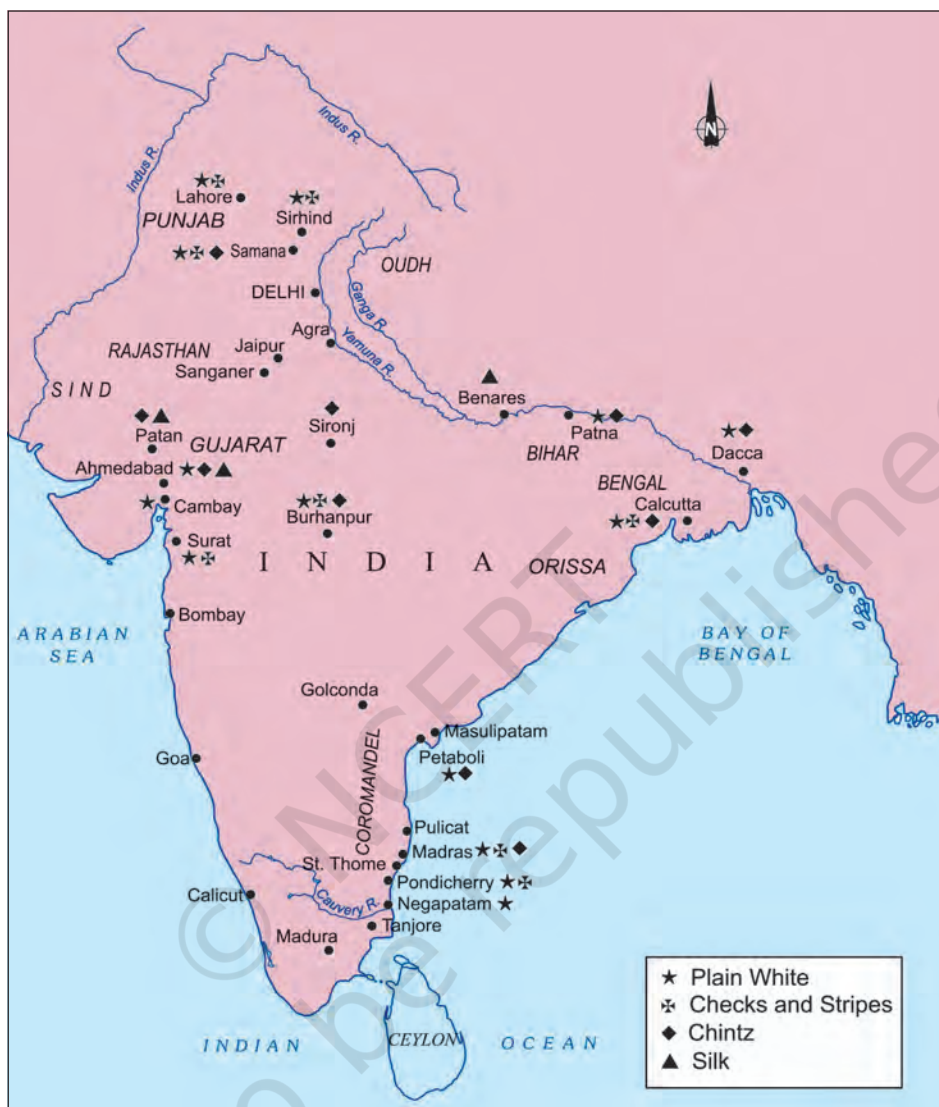 Indus R.
Indus R.
N
Lahore
PUNJAB
Sirhind
Samana
OUDH
DELHI
Ganga R.
Yamuna R.
Agra
RAJASTHAN
Jaipur
Sanganer
SIND
Benares
Patan
GUJARAT
Sironj
Patna
BIHAR
Dacca
Ahmedabad
Cambay
BENGAL
Calcutta
Burhanpur
Surat
INDIA
ORISSA
Bombay
ARABIAN
SEA
BAY OF
BENGAL
Golconda
Masulipatam
Goa
Petaboli
COROMANDEL
Pulicat
Madras
St. Thome
Pondicherry
Calicut
Cauvery R.
Negapatam
Tanjore
Madura
INDIAN
CEYLON
OCEAN
Plain White
Checks and Stripes
Chintz
Silk
© NCERT
o be republishe